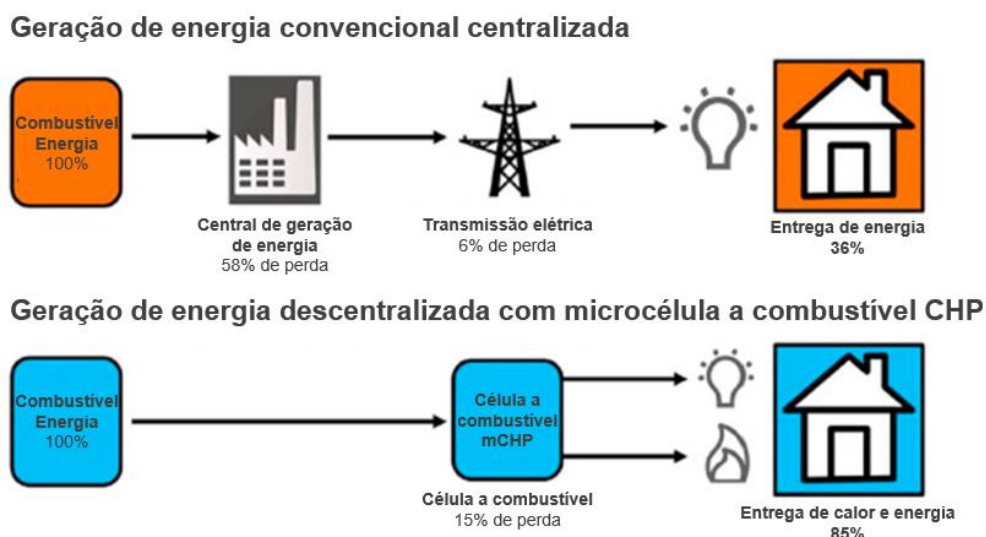 Geração de energia convencional centralizada
Combustível
Energia
100%
Central de geração
de energia
58% de perda
Transmissão elétrica
6% de perda
Entrega de energia
36%
Geração de energia descentralizada com microcélula a combustível CHP
Combustível
Energia
100%
Célula a
combustível
mCHP
Célula a combustível
15% de perda
Entrega de calor e energia
85%